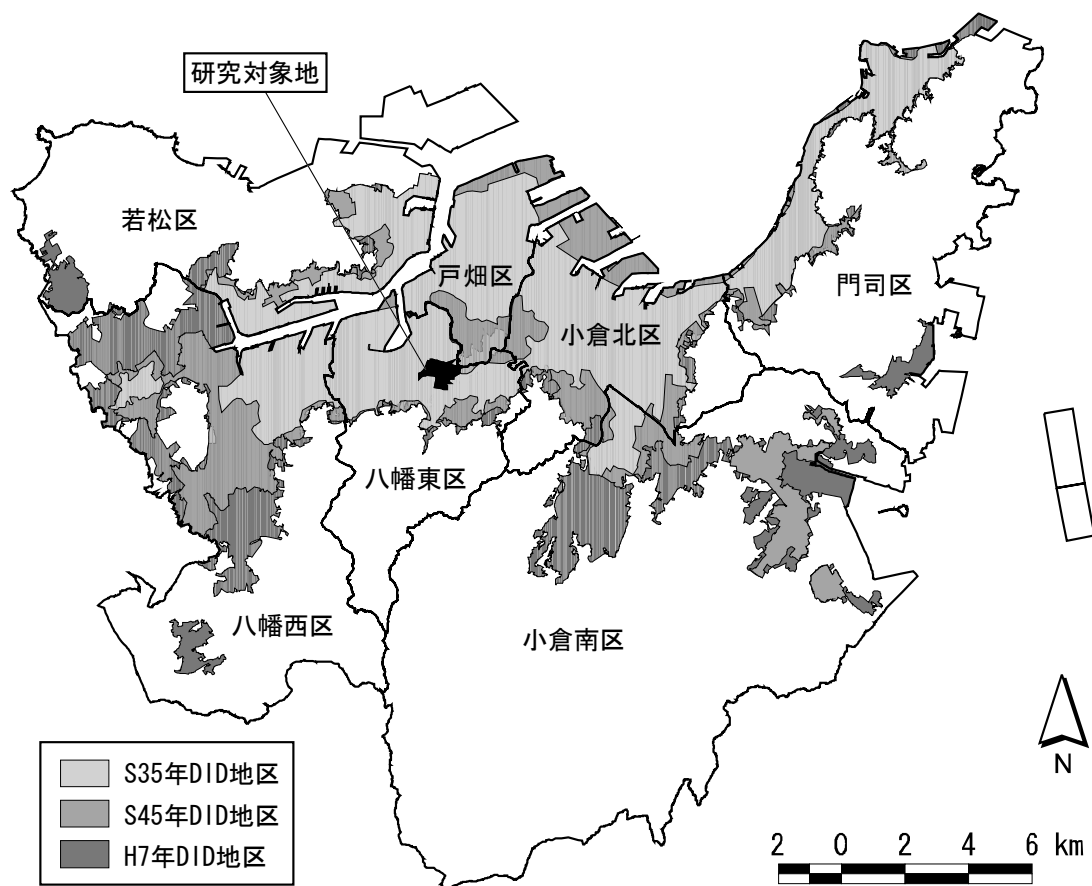 研究対象地
若松区
戸畑区
小倉北区
門司区
八幡東区
八幡西区
小倉南区
S35年DID地区
S45年DID地区
H7年DID地区
N
2 0 2 4 6 km